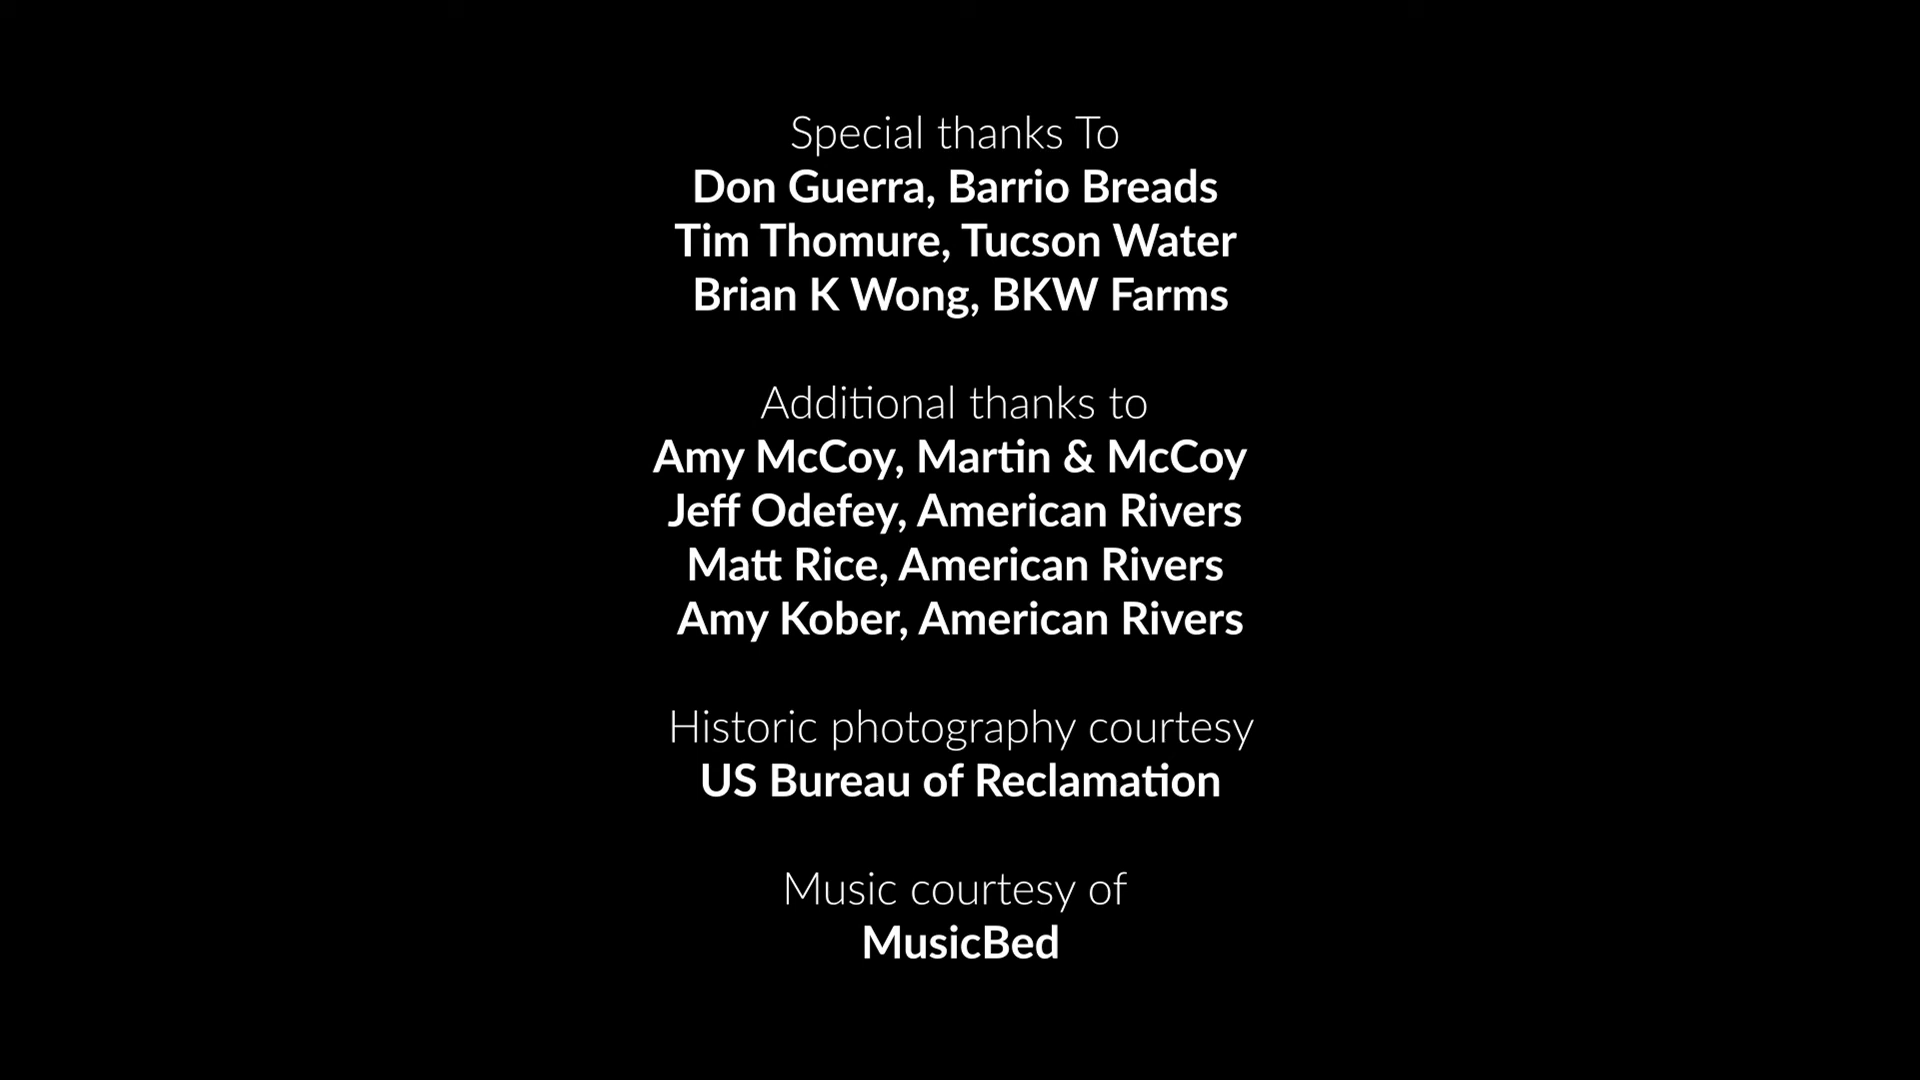 Special thanks To
Don Guerra, Barrio Breads
Tim Thomure, Tucson Water
Brian K Wong, BKW Farms
Additional thanks to
Amy McCoy, Martin & McCoy
Jeff Odefey, American Rivers
Matt Rice, American Rivers
Amy Kober, American Rivers
Historic photography courtesy
US Bureau of Reclamation
Music courtesy of
MusicBed